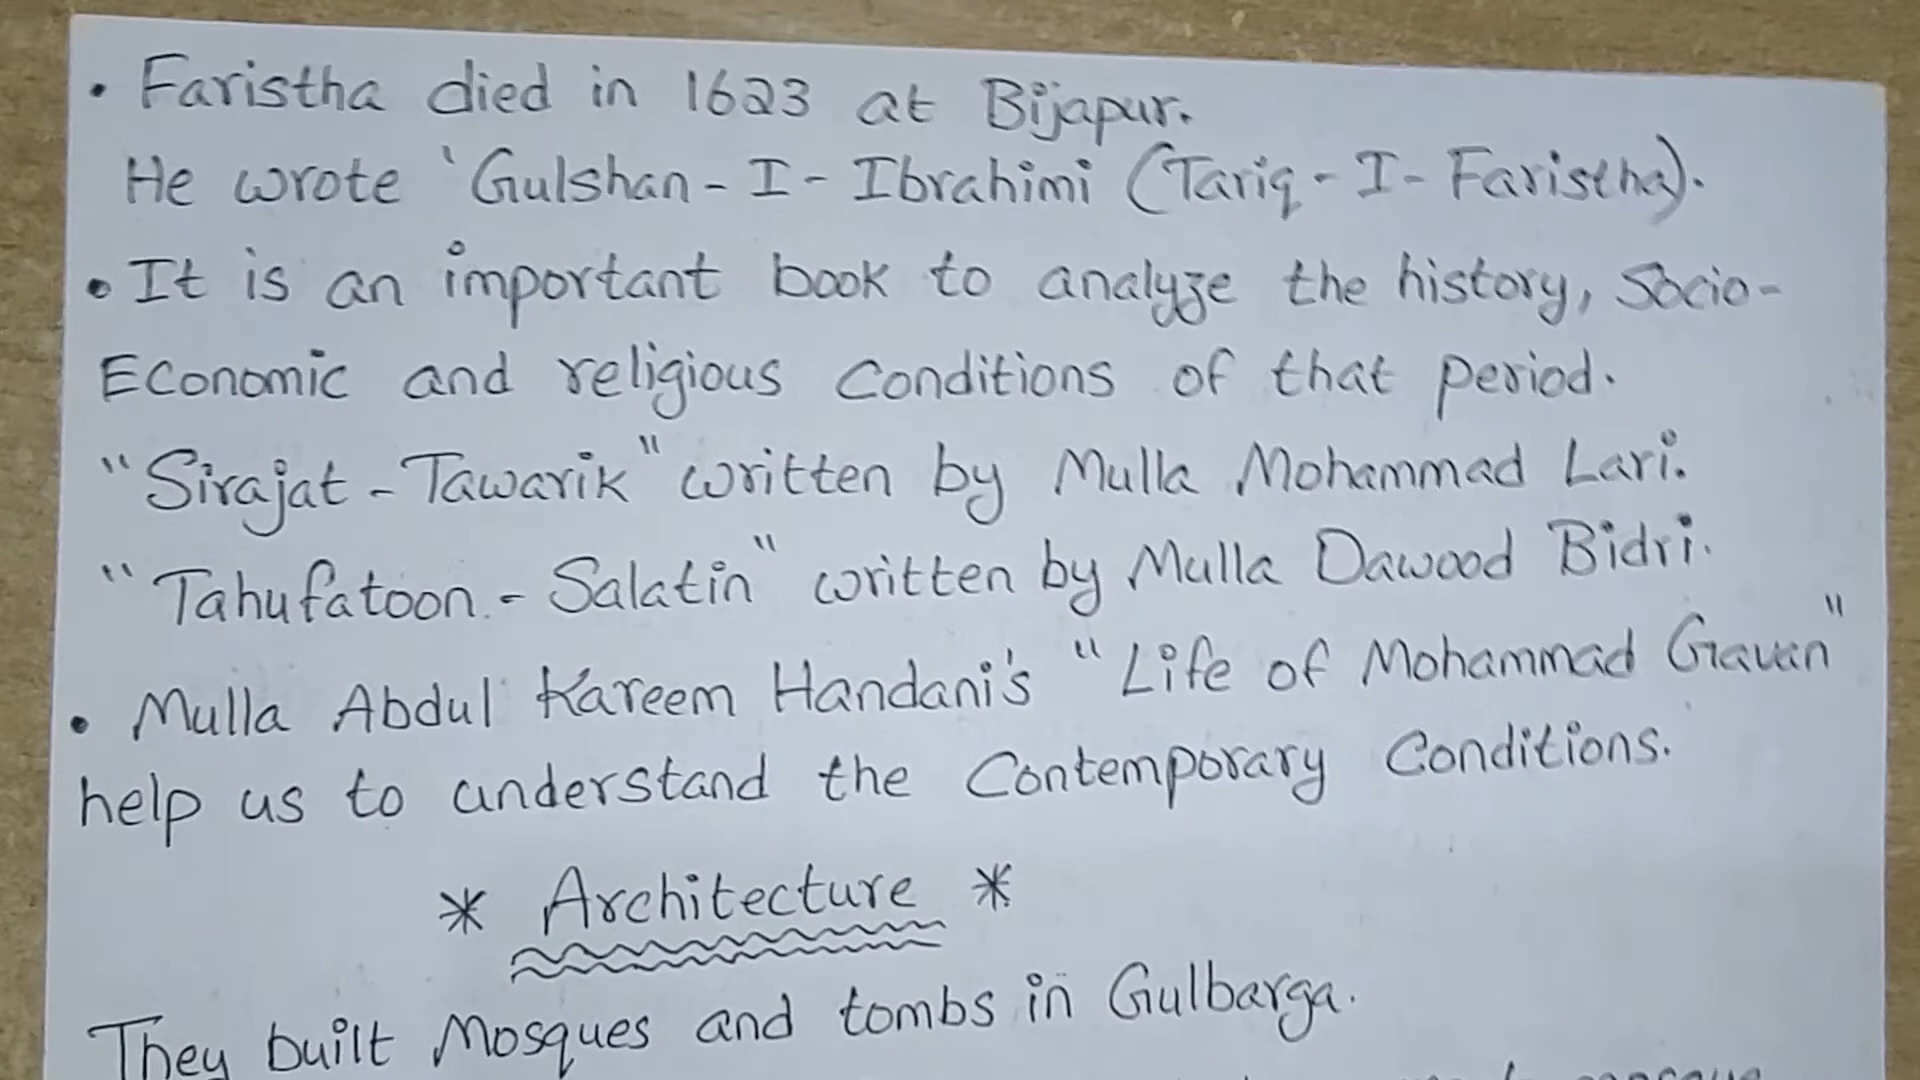 • Faristha died in 1623 at Bijapur.
He wrote 'Gulshan - I - Ibrahimi (Tariq - I - Faristha).
• It is an important book to analyze the history, Socio-
Economic and religious Conditions of that period.
"Sirajat - Tawarik" written by Mulla Mohammad Lari.
"Tahufatoon - Salatin" written by Mulla Dawood Bidri.
• Mulla Abdul Kareem Handani's "Life of Mohammad Gavan"
help us to understand the Contemporary Conditions.
* Architecture *
They built Mosques and tombs in Gulbarga.